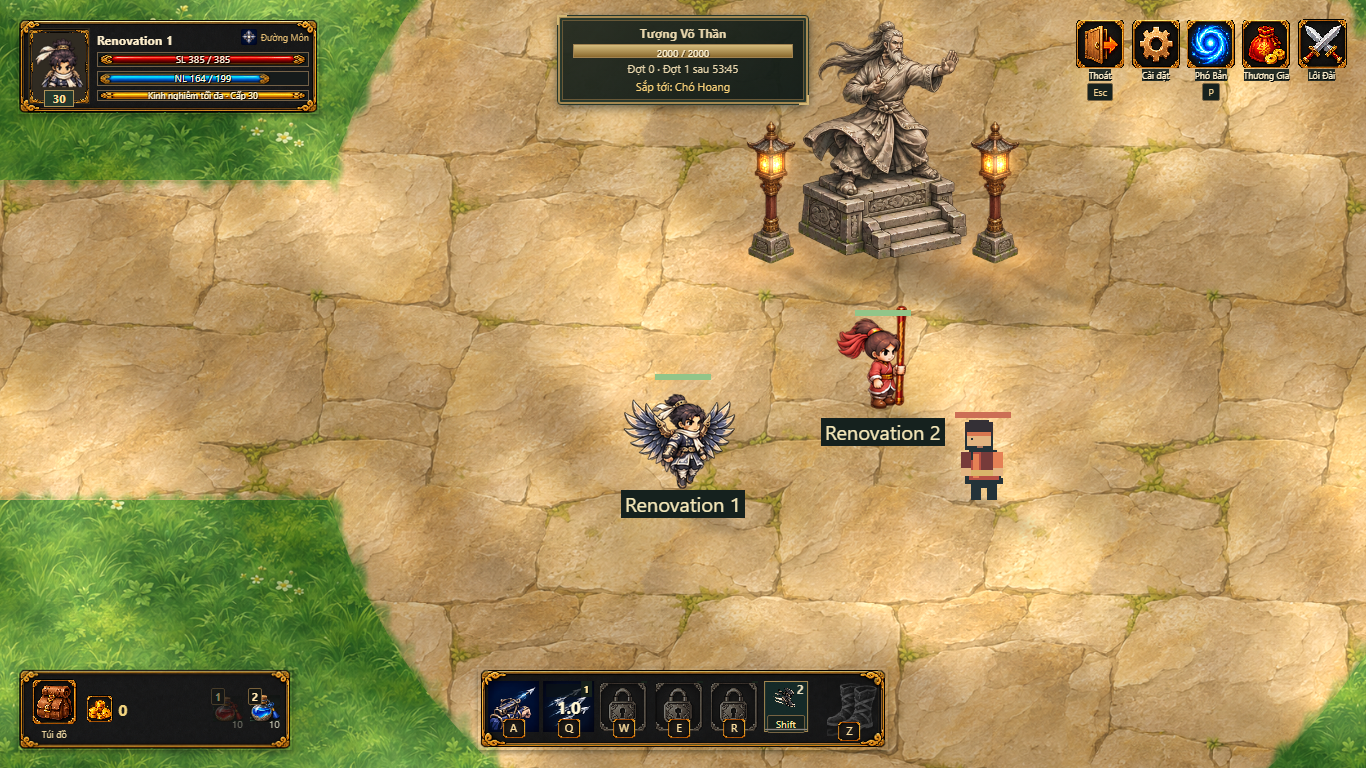 Renovation 1
Đường Môn
SL 385 / 385
NL 164 / 199
Kinh nghiệm tối đa · Cấp 30
30
Tượng Võ Thần
2000 / 2000
Đợt 0 · Đợt 1 sau 53:45
Sắp tới: Chó Hoang
Thoát
Cài đặt
Phó Bản
Thương Gia
Lôi Đài
Esc
P
Renovation 2
Renovation 1
Túi đồ
0
1
10
2
10
A
1
1.0
Q
W
E
R
2
Shift
Z